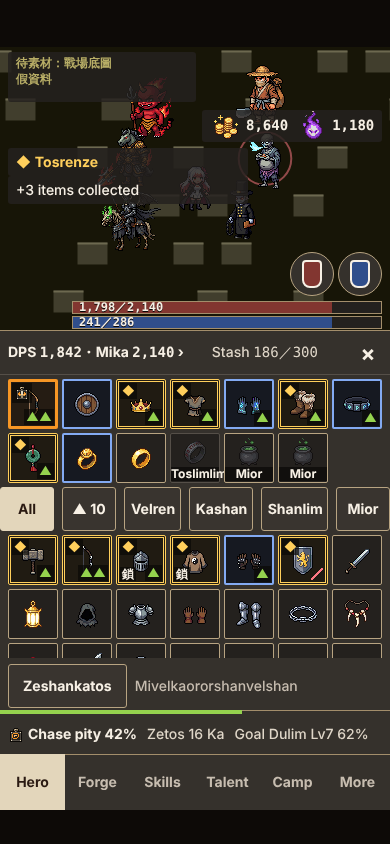 待素材：戰場底圖
假資料
8,640 1,180
Tosrenze
+3 items collected
1,798／2,140
241／286
DPS 1,842 · Mika 2,140 ›
Stash 186／300
×
Toslimlin Mior Mior
All ▲ 10 Velren Kashan Shanlim Mior
鎖 鎖
Zeshankatos Mivelkaororshanvelshan
Chase pity 42% Zetos 16 Ka Goal Dulim Lv7 62%
Hero Forge Skills Talent Camp More